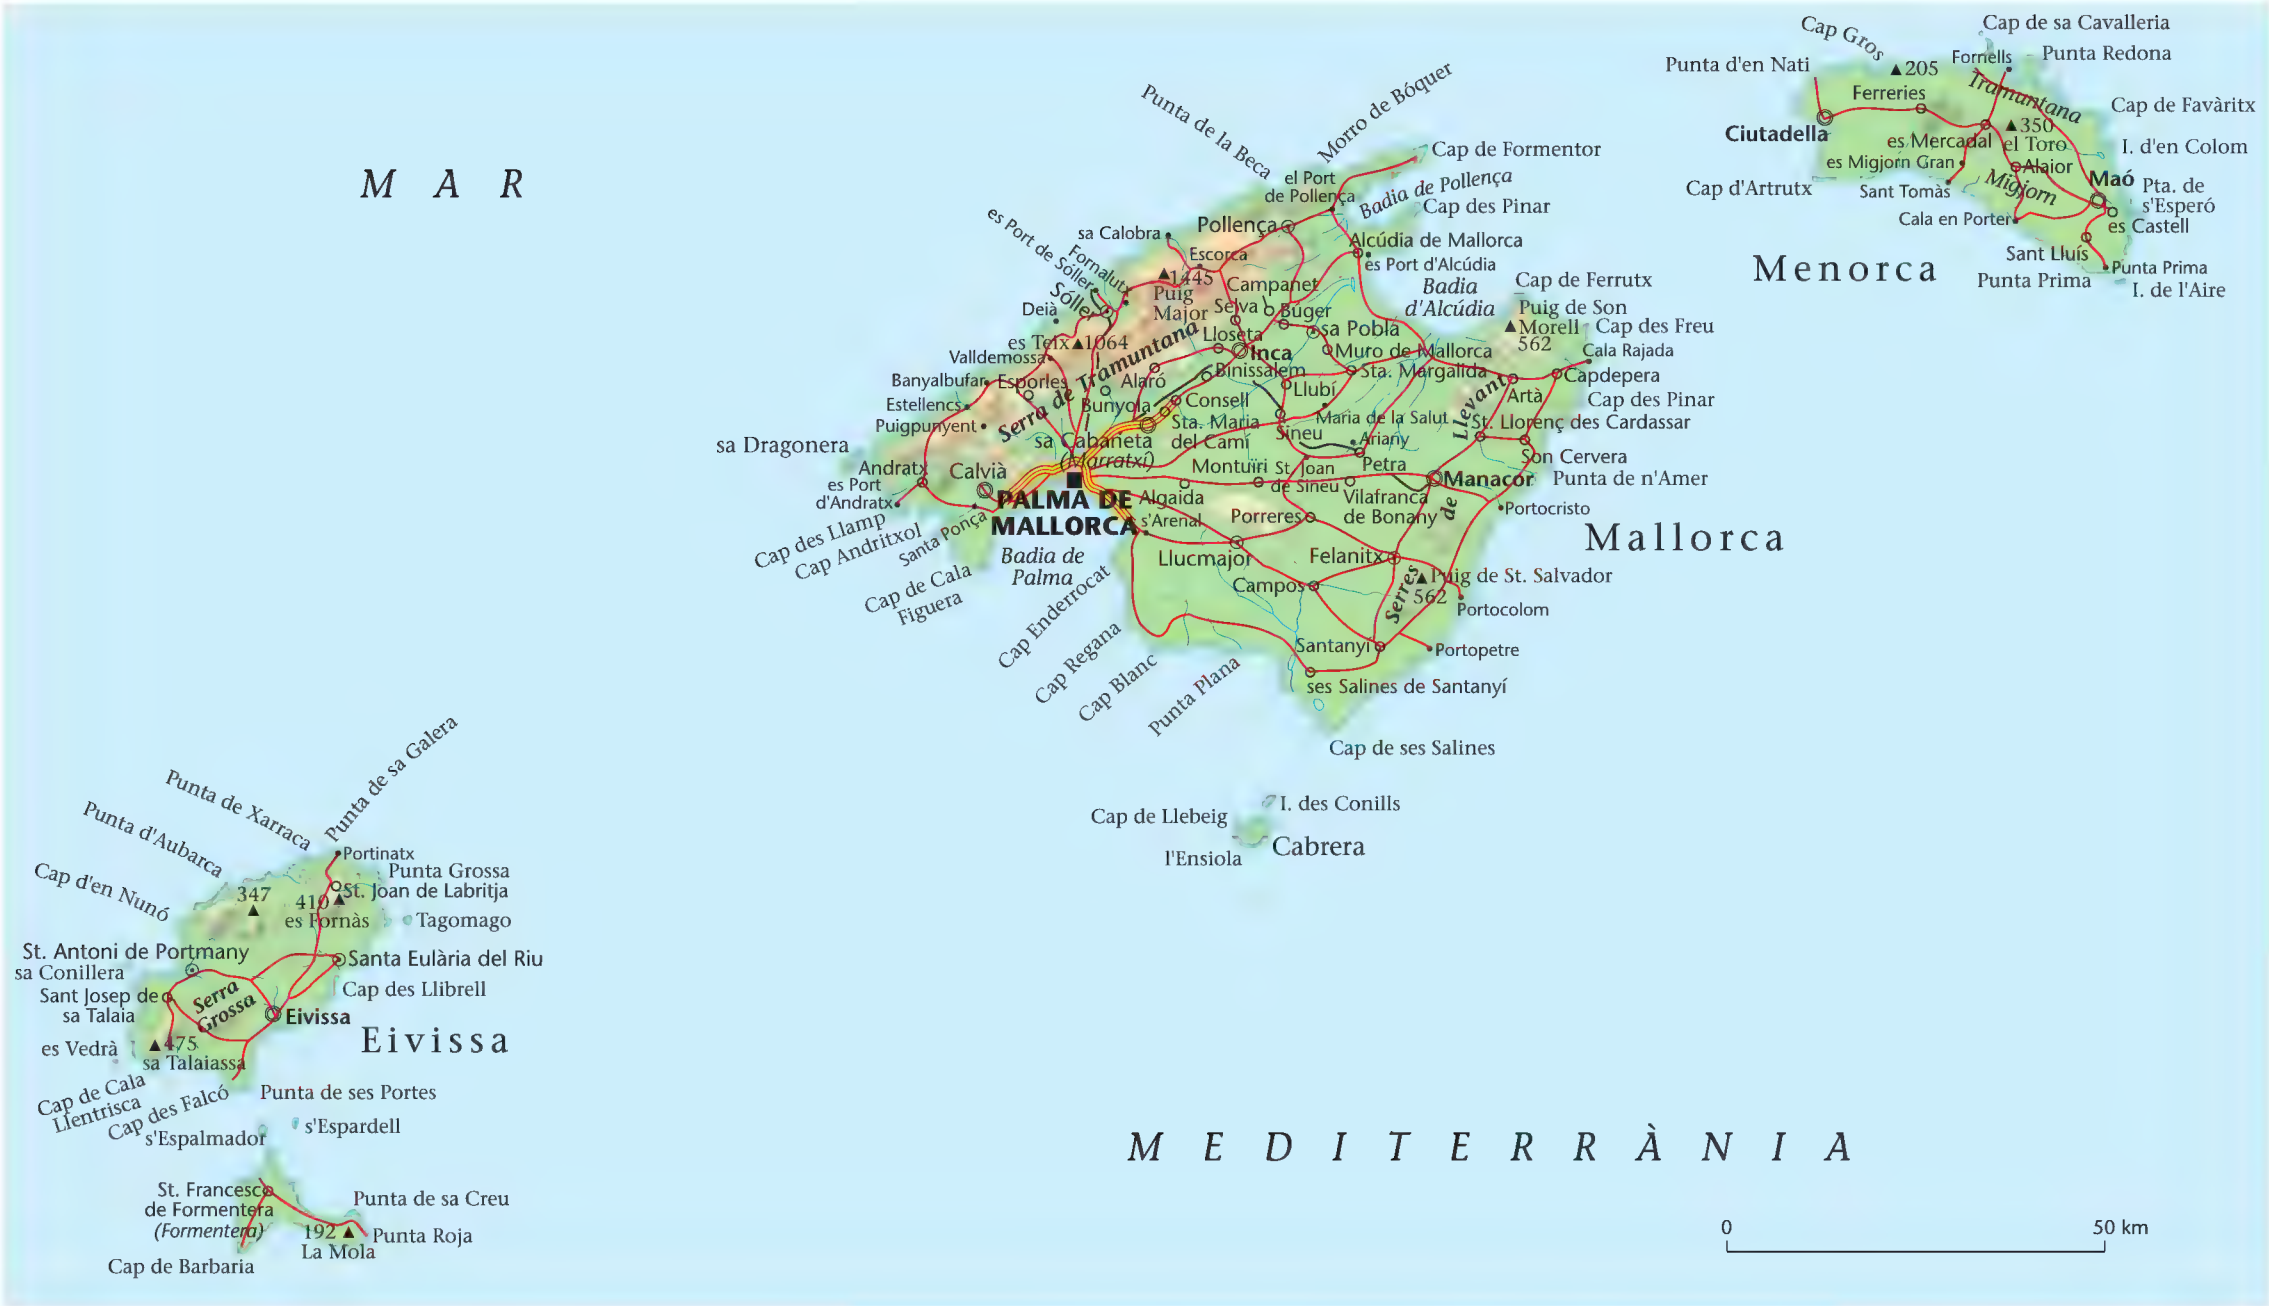 Cap Gros
Cap de sa Cavalleria
Punta d'en Nati
▲205
Fornells
Punta Redona
Tramuntana
Ferreries
Cap de Favàritx
Ciutadella
▲350
es Mercadal
el Toro
I. d'en Colom
es Migjorn Gran
Alaior
Cap d'Artrutx
Sant Tomàs
Migjorn
Maó
Pta. de
s'Esperó
Cala en Porter
es Castell
Sant Lluís
Menorca
Punta Prima
Punta Prima
I. de l'Aire
MAR
Punta de la Beca
Morro de Bóquer
Cap de Formentor
el Port
de Pollença
Badia de Pollença
Cap des Pinar
es Port de Sóller
sa Calobra
Pollença
Alcúdia de Mallorca
Fornalutx
Escorca
es Port d'Alcúdia
▲1445
Puig
Major
Campanet
Badia
d'Alcúdia
Cap de Ferrutx
Sóller
Deià
Selva
Búger
Puig de Son
▲Morell
562
Cap des Freu
es Teix▲1064
Lloseta
sa Pobla
Valldemossa
Inca
Muro de Mallorca
Cala Rajada
Serra de Tramuntana
Banyalbufar
Esporles
Alaró
Binissalem
Sta. Margalida
Capdepera
Llubí
Artà
Estellencs
Bunyola
Consell
Cap des Pinar
Puigpunyent
Sta. Maria
del Camí
Maria de la Salut
St. Llorenç des Cardassar
sa Dragonera
sa Cabaneta
(Marratxí)
Sineu
Ariany
Son Cervera
Andratx
Calvià
Montuïri
St. Joan
de Sineu
Petra
es Port
d'Andratx
Manacor
Punta de n'Amer
PALMA DE
MALLORCA
Algaida
Vilafranca
de Bonany
s'Arenal
Porreres
Portocristo
Serres de Llevant
Mallorca
Cap des Llamp
Cap Andritxol
Santa Ponça
Badia de
Palma
Llucmajor
Felanitx
Cap de Cala
Figuera
Campos
▲Puig de St. Salvador
562
Portocolom
Cap Enderrocat
Cap Regana
Cap Blanc
Punta Plana
Santanyí
Portopetre
ses Salines de Santanyí
Cap de ses Salines
I. des Conills
Cap de Llebeig
l'Ensiola
Cabrera
Punta de sa Galera
Punta de Xarraca
Punta d'Aubarca
Portinatx
Cap d'en Nunó
Punta Grossa
347
▲
410▲
St. Joan de Labritja
es Fornàs
Tagomago
St. Antoni de Portmany
Santa Eulària del Riu
sa Conillera
Sant Josep de
sa Talaia
Serra
Grossa
Cap des Llibrell
Eivissa
Eivissa
es Vedrà
▲475
sa Talaiassa
Cap de Cala
Llentrisca
Cap des Falcó
Punta de ses Portes
s'Espalmador
s'Espardell
MEDITERRÀNIA
St. Francesc
de Formentera
(Formentera)
Punta de sa Creu
192▲
La Mola
Punta Roja
Cap de Barbaria
0 50 km